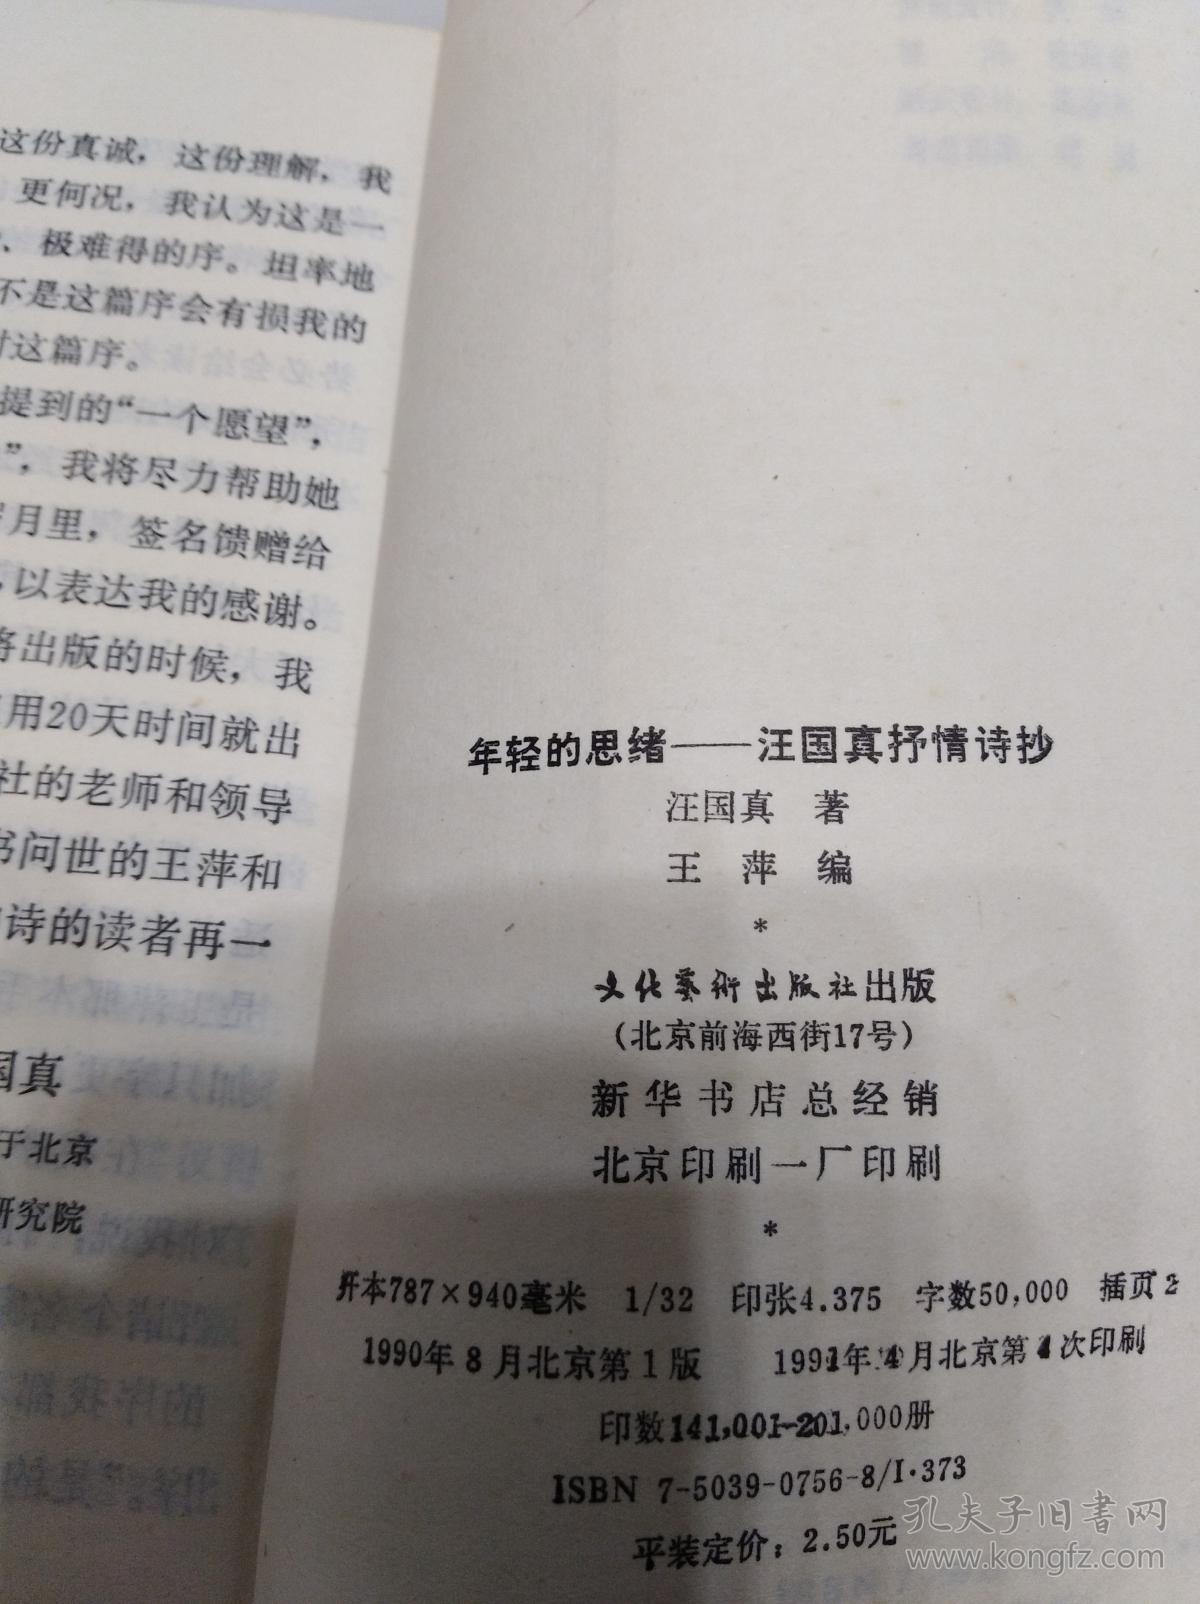 这份真诚，这份理解，我
更何况，我认为这是一
、极难得的序。坦率地
不是这篇序会有损我的
这篇序。
提到的“一个愿望”，
”，我将尽力帮助她
月里，签名馈赠给
，以表达我的感谢。
将出版的时候，我
用20天时间就出
社的老师和领导
书问世的王萍和
诗的读者再一
国真
于北京
研究院
年轻的思绪——汪国真抒情诗抄
汪国真 著
王 萍 编
*
文化藝術出版社出版
（北京前海西街17号）
新华书店总经销
北京印刷一厂印刷
*
开本787×940毫米 1/32 印张4.375 字数50,000 插页2
1990年8月北京第1版 1991年4月北京第4次印刷
印数141,001-201,000册
ISBN 7-5039-0756-8/I·373
平装定价：2.50元
孔夫子旧书网
www.kongfz.com